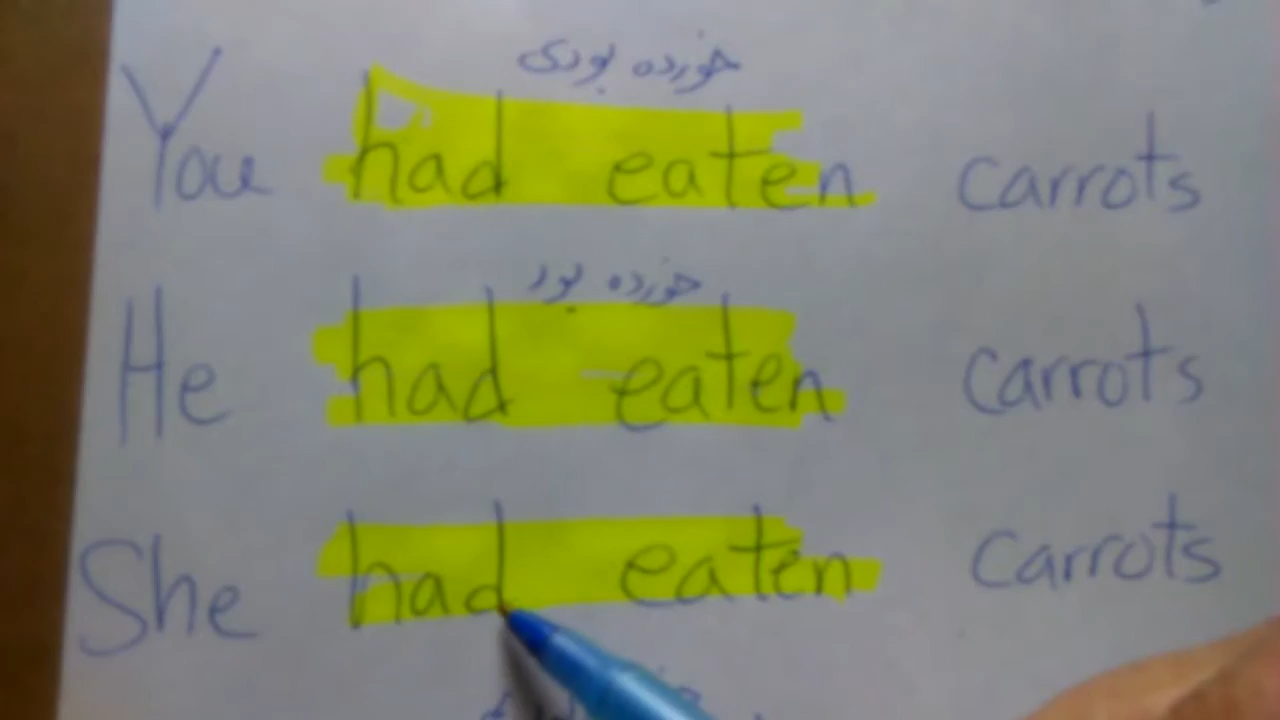 خورده بودی
You had eaten carrots
خورده بود
He had eaten carrots
She had eaten carrots